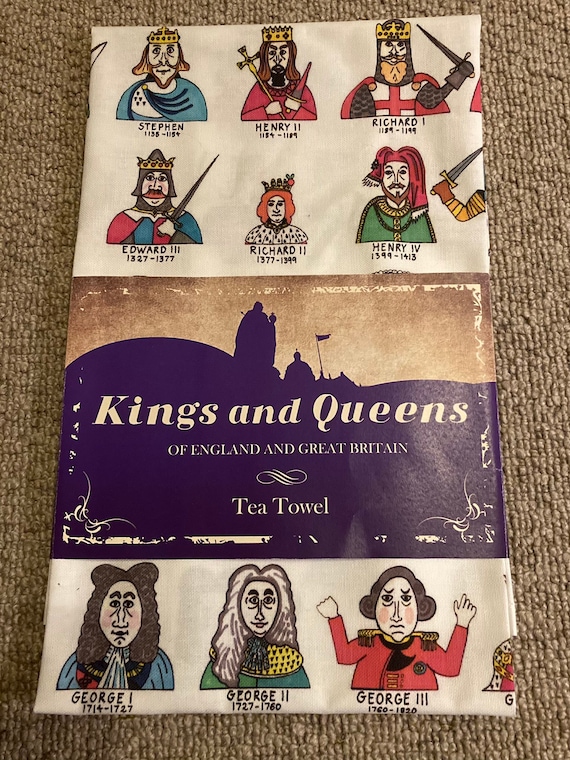 STEPHEN
1135-1154
HENRY II
1154-1189
RICHARD I
1189-1199
EDWARD III
1327-1377
RICHARD II
1377-1399
HENRY IV
1399-1413
Kings and Queens
OF ENGLAND AND GREAT BRITAIN
Tea Towel
GEORGE I
1714-1727
GEORGE II
1727-1760
GEORGE III
1760-1820
G